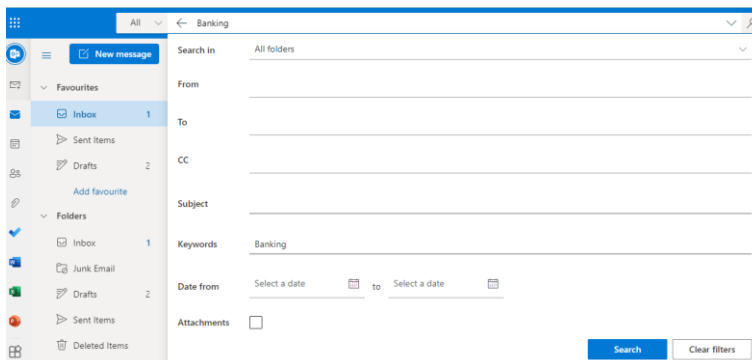 All Banking
New message
Search in All folders
Favourites
From
Inbox 1
To
Sent Items
CC
Drafts 2
Add favourite
Subject
Folders
Inbox 1
Keywords Banking
Junk Email
Date from Select a date to Select a date
Drafts 2
Sent Items
Attachments
Deleted Items
Search Clear filters